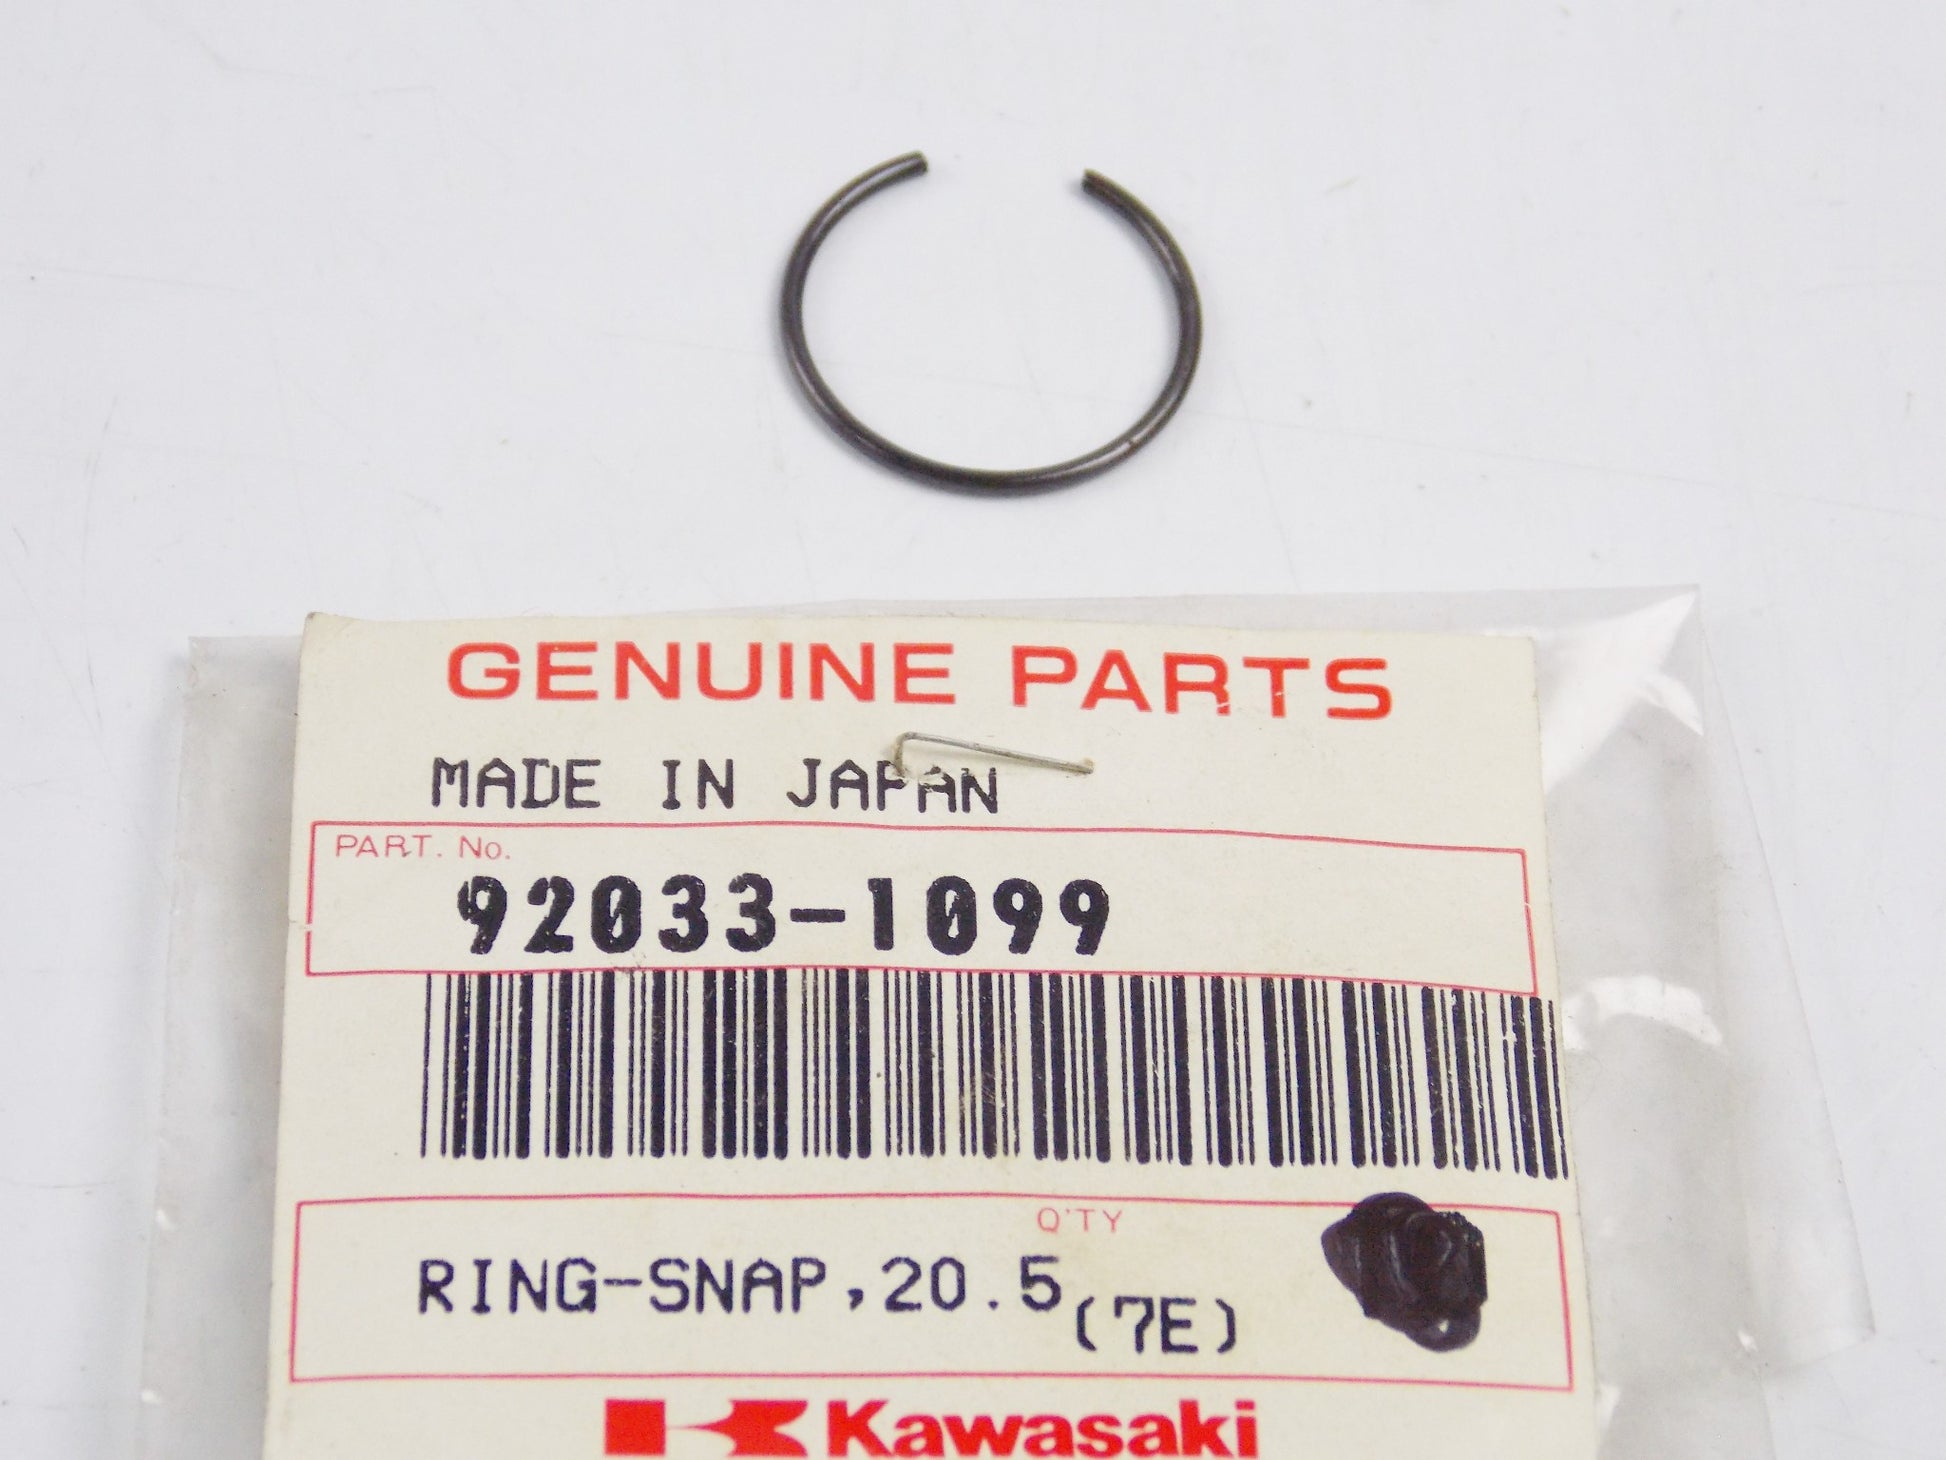 GENUINE PARTS
MADE IN JAPAN
PART. No.
92033-1099
Q'TY
RING-SNAP,20.5
(7E)
Kawasaki